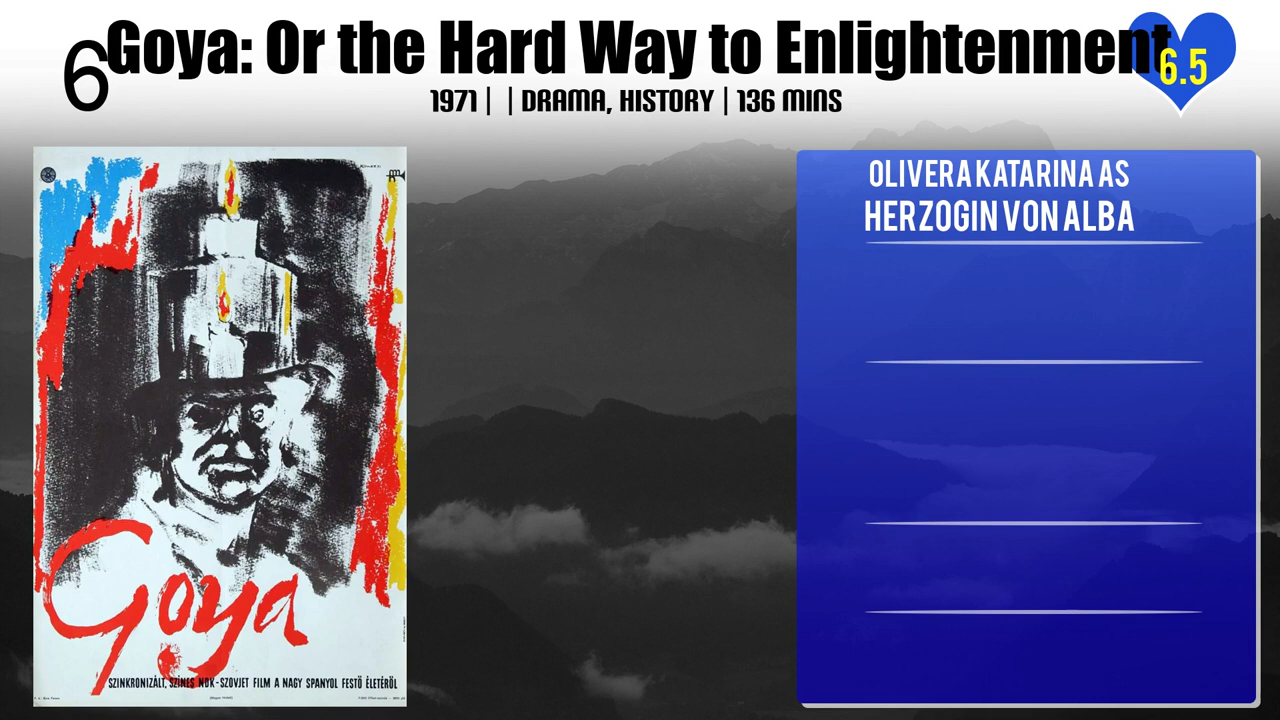 6
Goya: Or the Hard Way to Enlightenment
6.5
1971 | | DRAMA, HISTORY | 136 MINS
OLIVERA KATARINA AS
HERZOGIN VON ALBA
Goya
SZINKRONIZÁLT, SZÍNES NDK-SZOVJET FILM A NAGY SPANYOL FESTŐ ÉLETÉRŐL